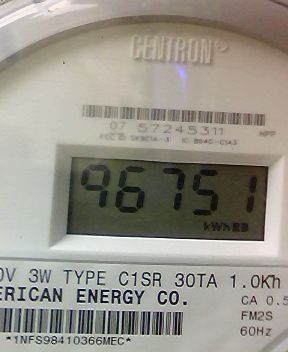 CENTRON®
07 57245311 HPP
96751
kWh
0V 3W TYPE C1SR 30TA 1.0Kh
ERICAN ENERGY CO.
CA 0.5
FM2S
60Hz
*1NFS98410366MEC*